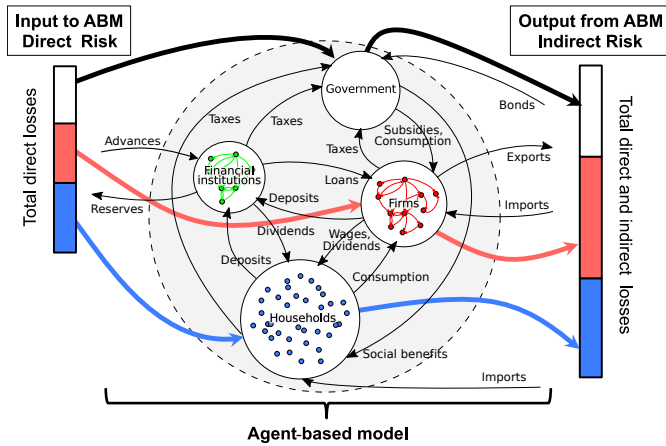 Input to ABM
Direct Risk
Output from ABM
Indirect Risk
Total direct losses
Total direct and indirect losses
Government
Bonds
Taxes
Taxes
Subsidies,
Consumption
Taxes
Advances
Exports
Financial
institutions
Loans
Reserves
Deposits
Firms
Imports
Dividends
Wages,
Dividends
Deposits
Consumption
Households
Social benefits
Imports
Agent-based model